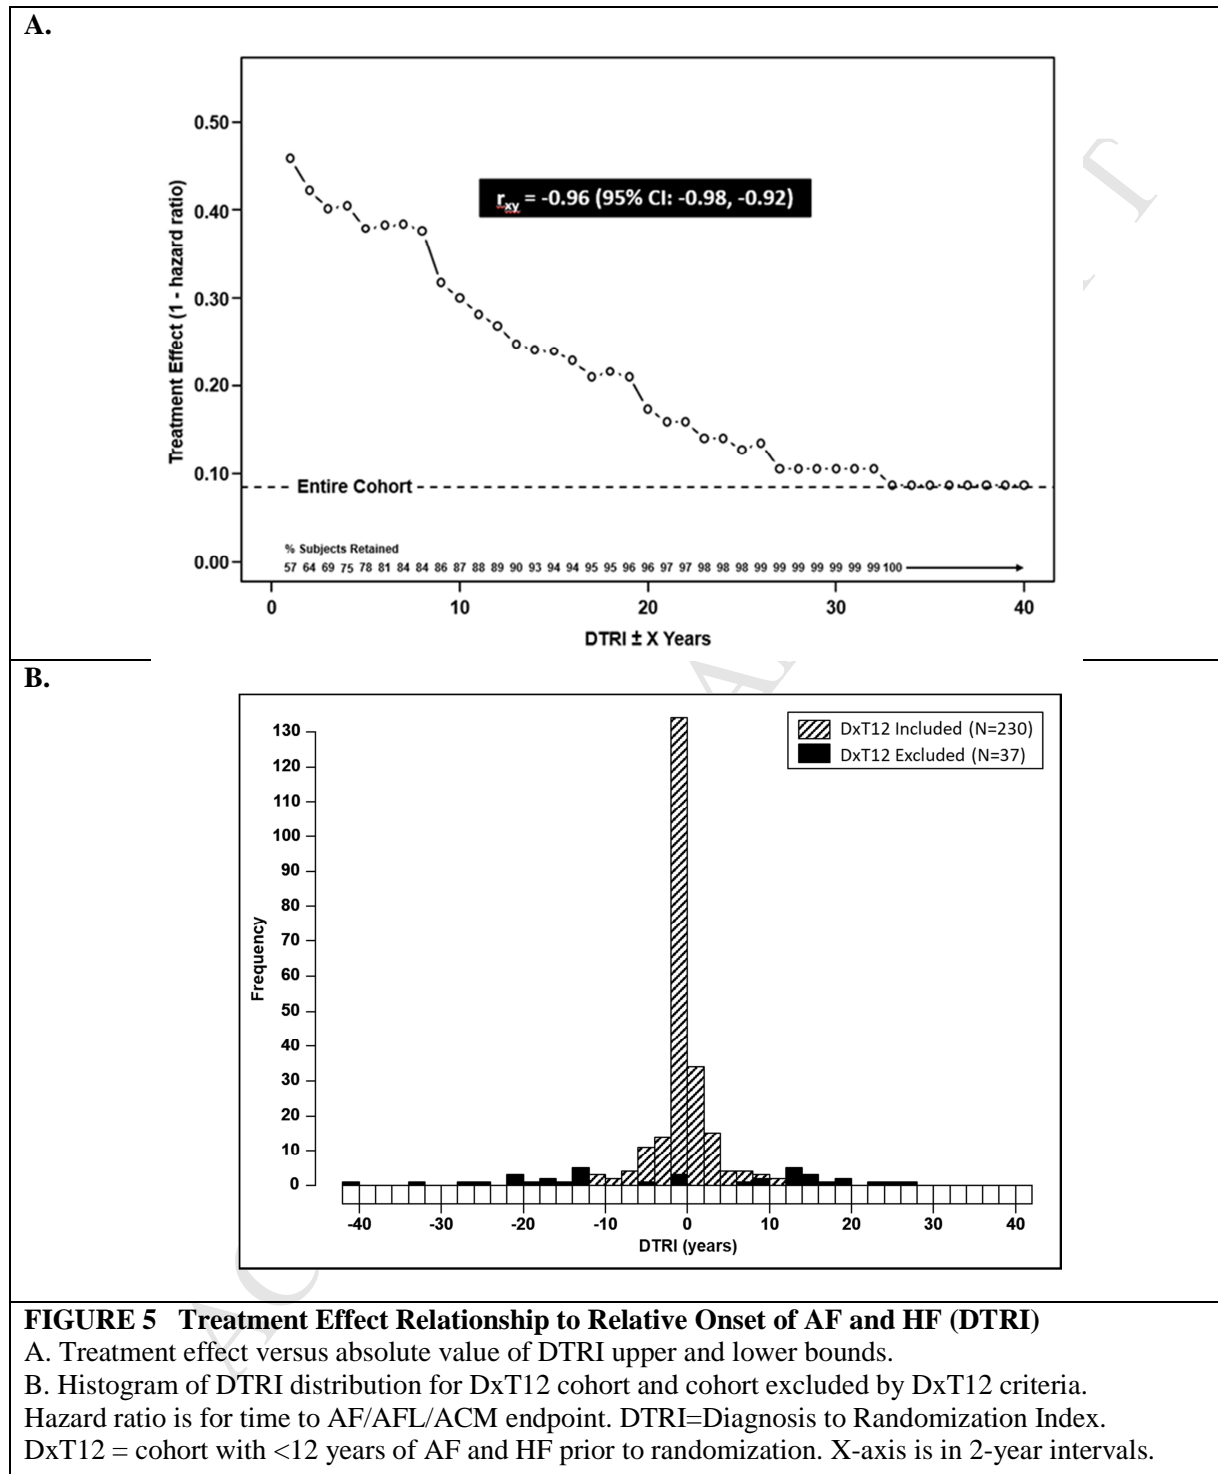 A.
0.50
0.40
0.30
0.20
0.10
0.00
Treatment Effect (1 - hazard ratio)
rxy = -0.96 (95% CI: -0.98, -0.92)
Entire Cohort
% Subjects Retained
57 64 69 75 78 81 84 84 86 87 88 89 90 93 94 94 95 95 96 96 97 97 98 98 98 99 99 99 99 99 99 99 100
0 10 20 30 40
DTRI ± X Years
B.
DxT12 Included (N=230)
DxT12 Excluded (N=37)
130
120
110
100
90
80
70
60
50
40
30
20
10
0
Frequency
-40 -30 -20 -10 0 10 20 30 40
DTRI (years)
FIGURE 5 Treatment Effect Relationship to Relative Onset of AF and HF (DTRI)
A. Treatment effect versus absolute value of DTRI upper and lower bounds.
B. Histogram of DTRI distribution for DxT12 cohort and cohort excluded by DxT12 criteria.
Hazard ratio is for time to AF/AFL/ACM endpoint. DTRI=Diagnosis to Randomization Index.
DxT12 = cohort with <12 years of AF and HF prior to randomization. X-axis is in 2-year intervals.